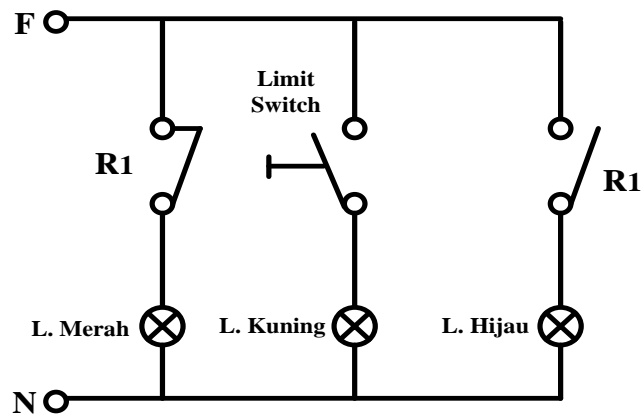 F
Limit
Switch
R1
R1
L. Merah
L. Kuning
L. Hijau
N